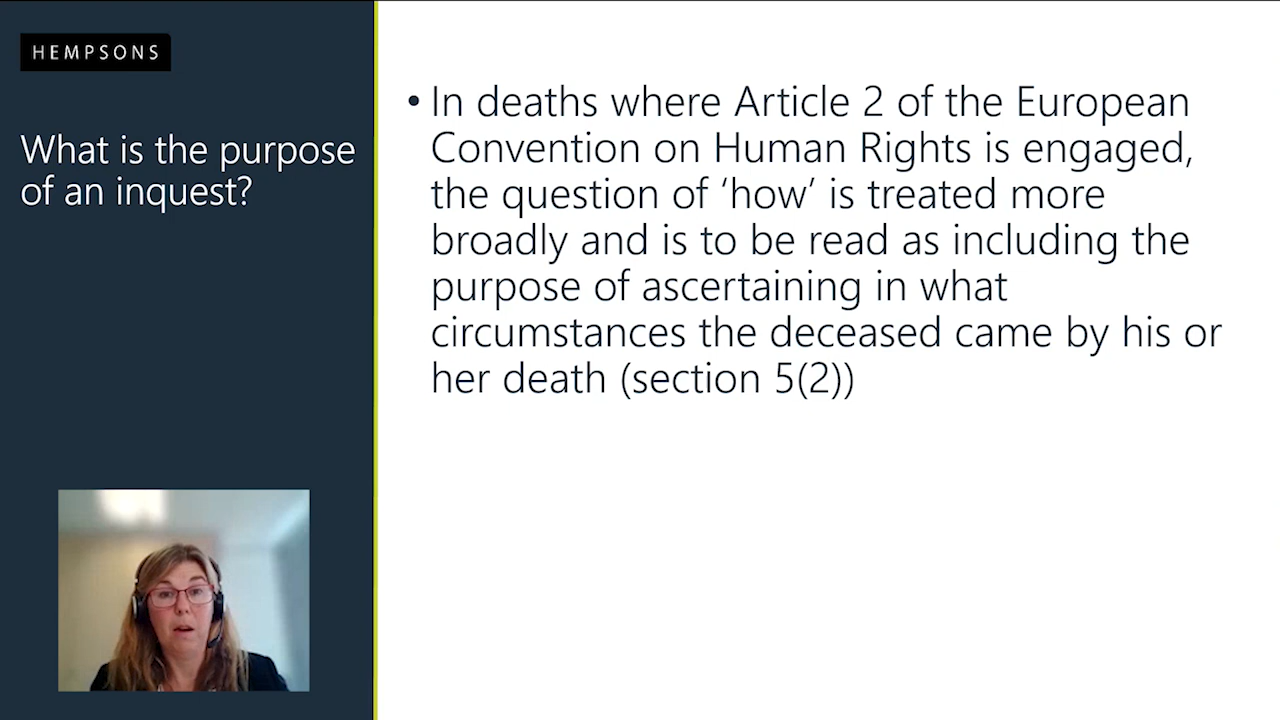 HEMPSONS
What is the purpose
of an inquest?
• In deaths where Article 2 of the European
Convention on Human Rights is engaged,
the question of ‘how’ is treated more
broadly and is to be read as including the
purpose of ascertaining in what
circumstances the deceased came by his or
her death (section 5(2))